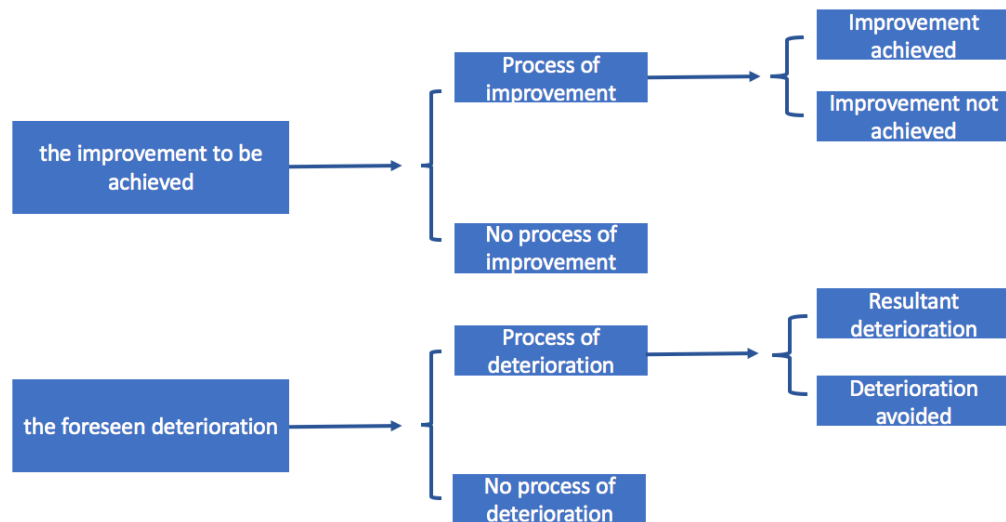 the improvement to be
achieved
Process of
improvement
Improvement
achieved
Improvement not
achieved
No process of
improvement
the foreseen deterioration
Process of
deterioration
Resultant
deterioration
Deterioration
avoided
No process of
deterioration